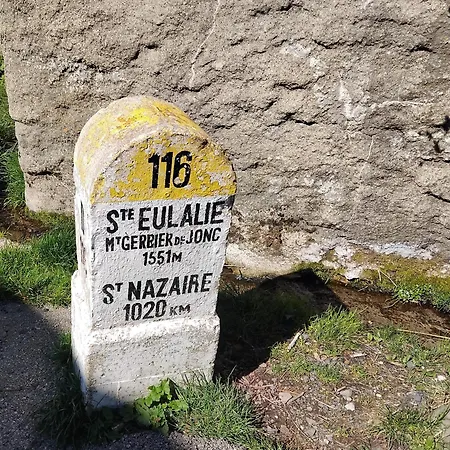 116
STE EULALIE
MT GERBIER DE JONC
1551M
ST NAZAIRE
1020 KM